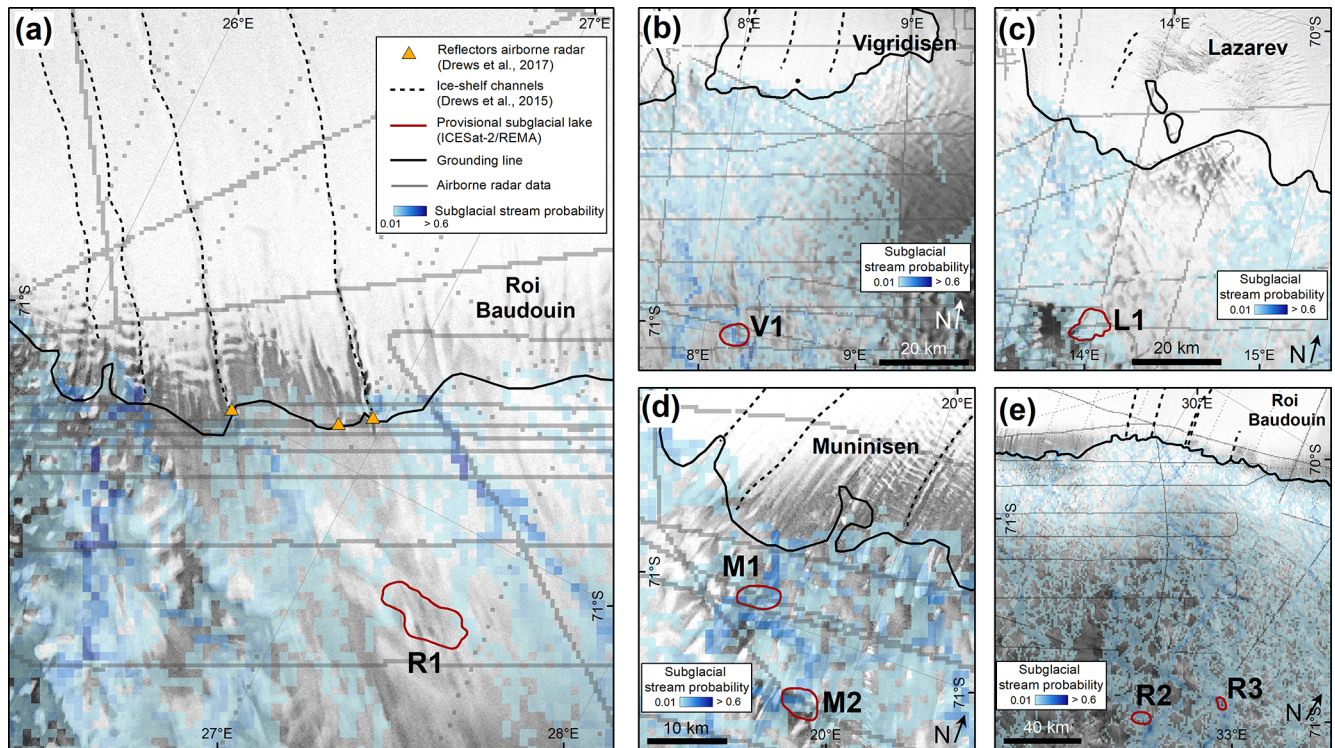 (a)
26°E
27°E
Reflectors airborne radar
(Drews et al., 2017)
Ice-shelf channels
(Drews et al., 2015)
Provisional subglacial lake
(ICESat-2/REMA)
Grounding line
Airborne radar data
Subglacial stream probability
0.01 > 0.6
71°S
Roi
Baudouin
71°S
R1
27°E
28°E
(b)
8°E
9°E
Vigridisen
Subglacial
stream probability
0.01 > 0.6
71°S
V1
N
8°E
9°E
20 km
(c)
14°E
70°S
Lazarev
Subglacial
stream probability
0.01 > 0.6
71°S
L1
14°E
20 km
15°E
N
(d)
20°E
Muninisen
71°S
M1
Subglacial
stream probability
0.01 > 0.6
M2
71°S
10 km
20°E
N
(e)
30°E
Roi
Baudouin
70°S
71°S
Subglacial
stream probability
0.01 > 0.6
R2
R3
40 km
33°E
N
71°S